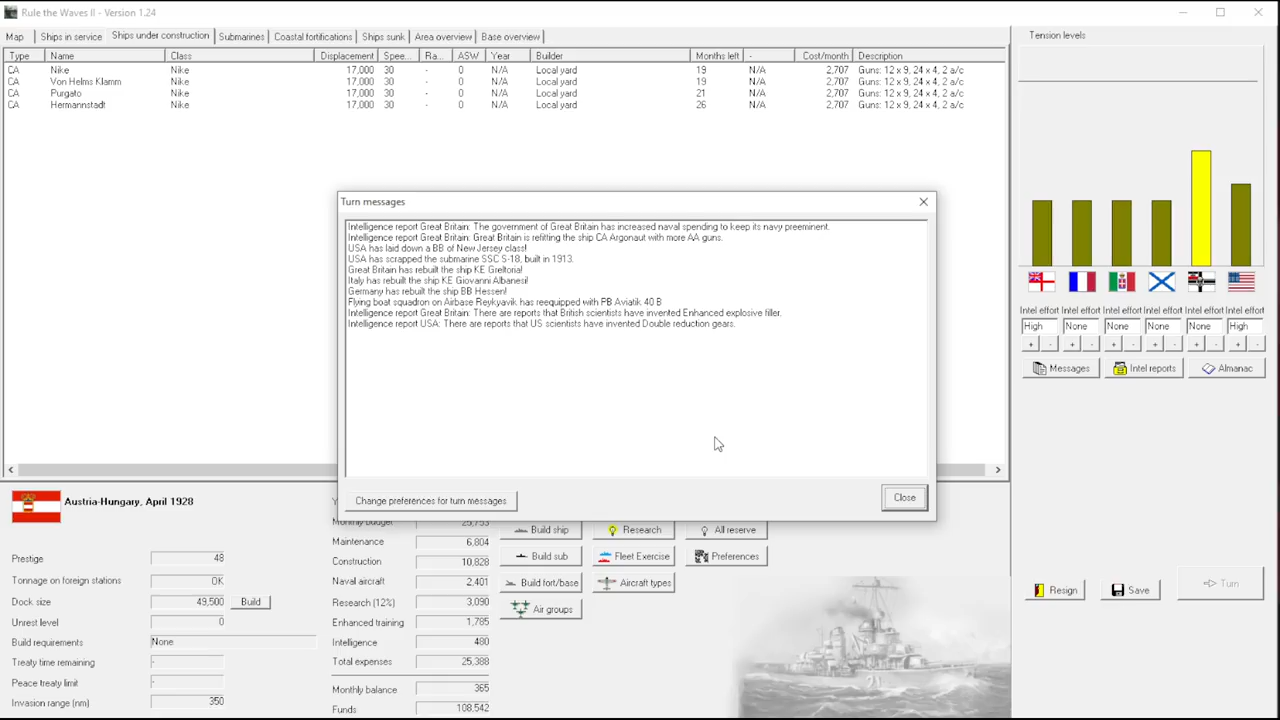 Rule the Waves II - Version 1.24
Map Ships in service Ships under construction Submarines Coastal fortifications Ships sunk Area overview Base overview
Type Name Class Displacement Spee... Ra... ASW Year Builder Months left - Cost/month Description
CA Nike Nike 17,000 30 - 0 N/A Local yard 19 N/A 2,707 Guns: 12 x 9, 24 x 4, 2 a/c
CA Von Helms Klamm Nike 17,000 30 - 0 N/A Local yard 19 N/A 2,707 Guns: 12 x 9, 24 x 4, 2 a/c
CA Purgato Nike 17,000 30 - 0 N/A Local yard 21 N/A 2,707 Guns: 12 x 9, 24 x 4, 2 a/c
CA Hermannstadt Nike 17,000 30 - 0 N/A Local yard 26 N/A 2,707 Guns: 12 x 9, 24 x 4, 2 a/c
Tension levels
Intel effort Intel effort Intel effort Intel effort Intel effort Intel effort
High None None None None High
+ - + - + - + - + - + -
Messages Intel reports Almanac
Turn messages
Intelligence report Great Britain: The government of Great Britain has increased naval spending to keep its navy preeminent.
Intelligence report Great Britain: Great Britain is refitting the ship CA Argonaut with more AA guns.
USA has laid down a BB of New Jersey class!
USA has scrapped the submarine SSC S-18, built in 1913.
Great Britain has rebuilt the ship KE Greltoria!
Italy has rebuilt the ship KE Giovanni Albanesi!
Germany has rebuilt the ship BB Hessen!
Flying boat squadron on Airbase Reykyavik has reequipped with PB Aviatik 40 B
Intelligence report Great Britain: There are reports that British scientists have invented Enhanced explosive filler.
Intelligence report USA: There are reports that US scientists have invented Double reduction gears.
Change preferences for turn messages Close
Austria-Hungary, April 1928
Prestige 48
Tonnage on foreign stations OK
Dock size 49,500 Build
Unrest level 0
Build requirements None
Treaty time remaining -
Peace treaty limit -
Invasion range (nm) 350
Monthly budget 25,753
Maintenance 6,804
Construction 10,828
Naval aircraft 2,401
Research (12%) 3,090
Enhanced training 1,785
Intelligence 480
Total expenses 25,388
Monthly balance 365
Funds 108,542
Build ship Research All reserve
Build sub Fleet Exercise Preferences
Build fort/base Aircraft types
Air groups
Resign Save Turn